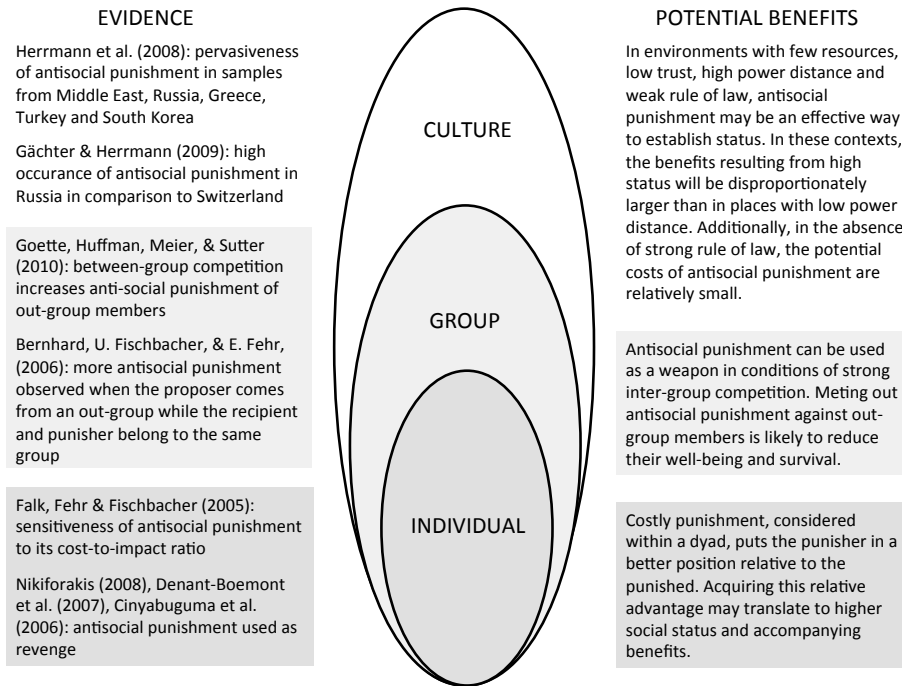 EVIDENCE
Herrmann et al. (2008): pervasiveness
of antisocial punishment in samples
from Middle East, Russia, Greece,
Turkey and South Korea
Gächter & Herrmann (2009): high
occurance of antisocial punishment in
Russia in comparison to Switzerland
Goette, Huffman, Meier, & Sutter
(2010): between-group competition
increases anti-social punishment of
out-group members
Bernhard, U. Fischbacher, & E. Fehr,
(2006): more antisocial punishment
observed when the proposer comes
from an out-group while the recipient
and punisher belong to the same
group
Falk, Fehr & Fischbacher (2005):
sensitiveness of antisocial punishment
to its cost-to-impact ratio
Nikiforakis (2008), Denant-Boemont
et al. (2007), Cinyabuguma et al.
(2006): antisocial punishment used as
revenge
CULTURE
GROUP
INDIVIDUAL
POTENTIAL BENEFITS
In environments with few resources,
low trust, high power distance and
weak rule of law, antisocial
punishment may be an effective way
to establish status. In these contexts,
the benefits resulting from high
status will be disproportionately
larger than in places with low power
distance. Additionally, in the absence
of strong rule of law, the potential
costs of antisocial punishment are
relatively small.
Antisocial punishment can be used
as a weapon in conditions of strong
inter-group competition. Meting out
antisocial punishment against out-
group members is likely to reduce
their well-being and survival.
Costly punishment, considered
within a dyad, puts the punisher in a
better position relative to the
punished. Acquiring this relative
advantage may translate to higher
social status and accompanying
benefits.